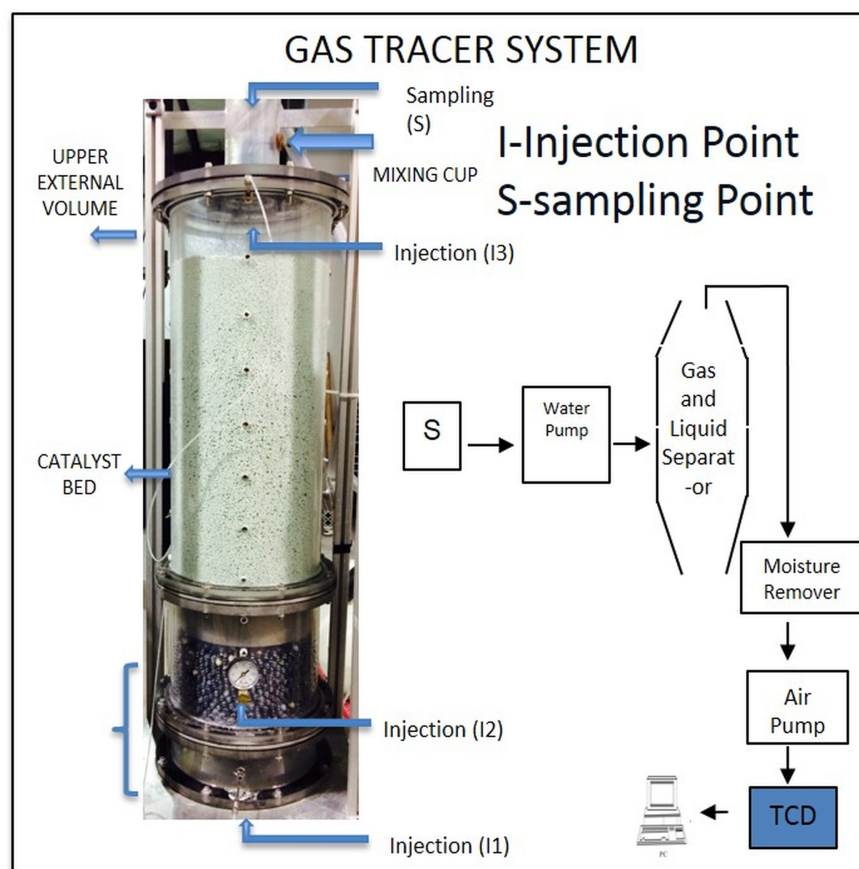 GAS TRACER SYSTEM
Sampling
(S)
I-Injection Point
S-sampling Point
UPPER
EXTERNAL
VOLUME
MIXING CUP
Injection (I3)
CATALYST
BED
S
Water
Pump
Gas
and
Liquid
Separat
-or
Moisture
Remover
Air
Pump
TCD
PC
Injection (I2)
Injection (I1)